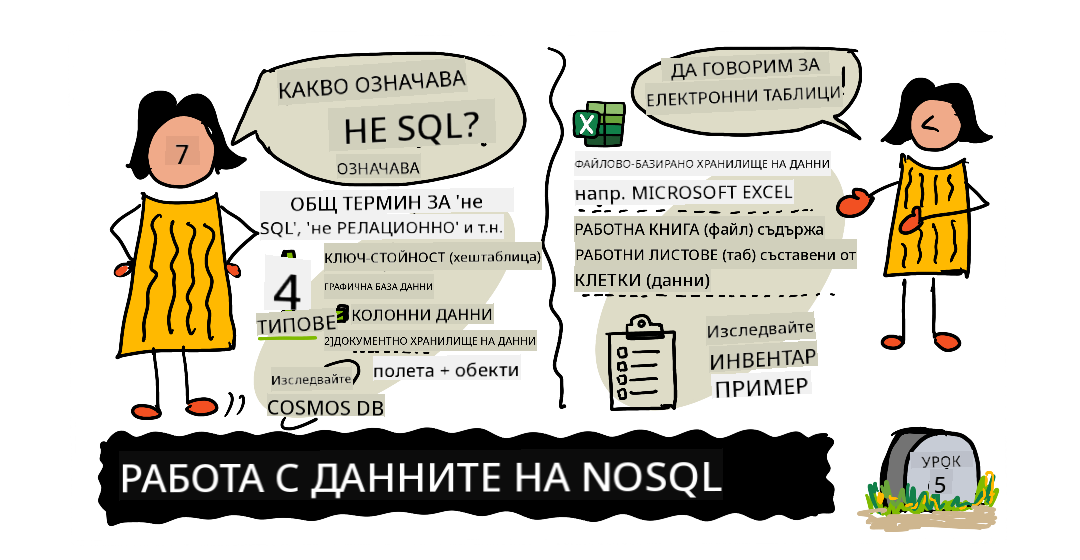 КАКВО ОЗНАЧАВА
НЕ SQL?
ОЗНАЧАВА
7
ОБЩ ТЕРМИН ЗА 'не
SQL', 'не РЕЛАЦИОННО' и т.н.
4
ТИПОВЕ
КЛЮЧ-СТОЙНОСТ (хештаблица)
ГРАФИЧНА БАЗА ДАННИ
КОЛОННИ ДАННИ
2]ДОКУМЕНТНО ХРАНИЛИЩЕ НА ДАННИ
полета + обекти
Изследвайте
COSMOS DB
ДА ГОВОРИМ ЗА
ЕЛЕКТРОННИ ТАБЛИЦИ!
X
ФАЙЛОВО-БАЗИРАНО ХРАНИЛИЩЕ НА ДАННИ
напр. MICROSOFT EXCEL
РАБОТНА КНИГА (файл) съдържа
РАБОТНИ ЛИСТОВЕ (таб) съставени от
КЛЕТКИ (данни)
Изследвайте
ИНВЕНТАР
ПРИМЕР
РАБОТА С ДАННИТЕ НА NOSQL
УРОК
5